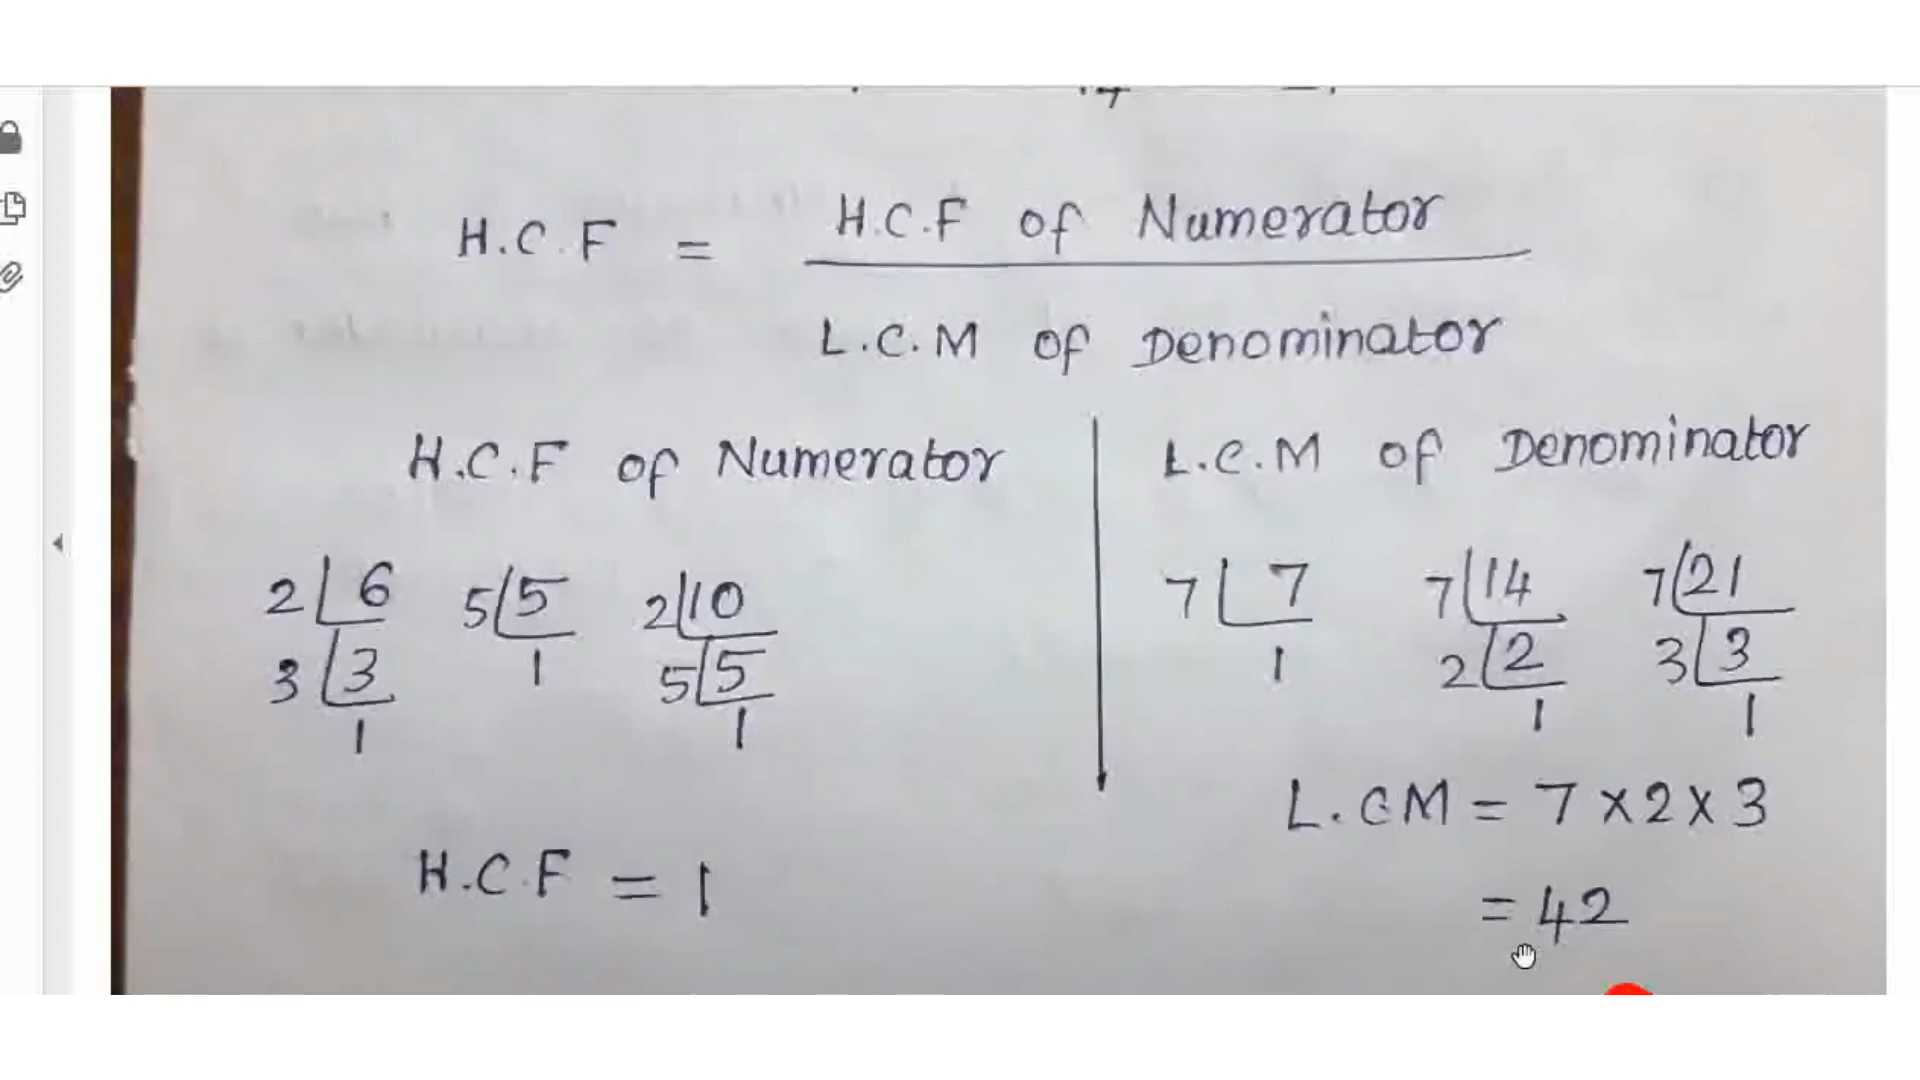 H.C.F = H.C.F of Numerator
L.C.M of Denominator
H.C.F of Numerator
2 6 5 5 2 10
3 3 1 5 5
1 1
H.C.F = 1
L.C.M of Denominator
7 7 7 14 7 21
1 2 2 3 3
1 1
L.CM = 7 x 2 x 3
= 42